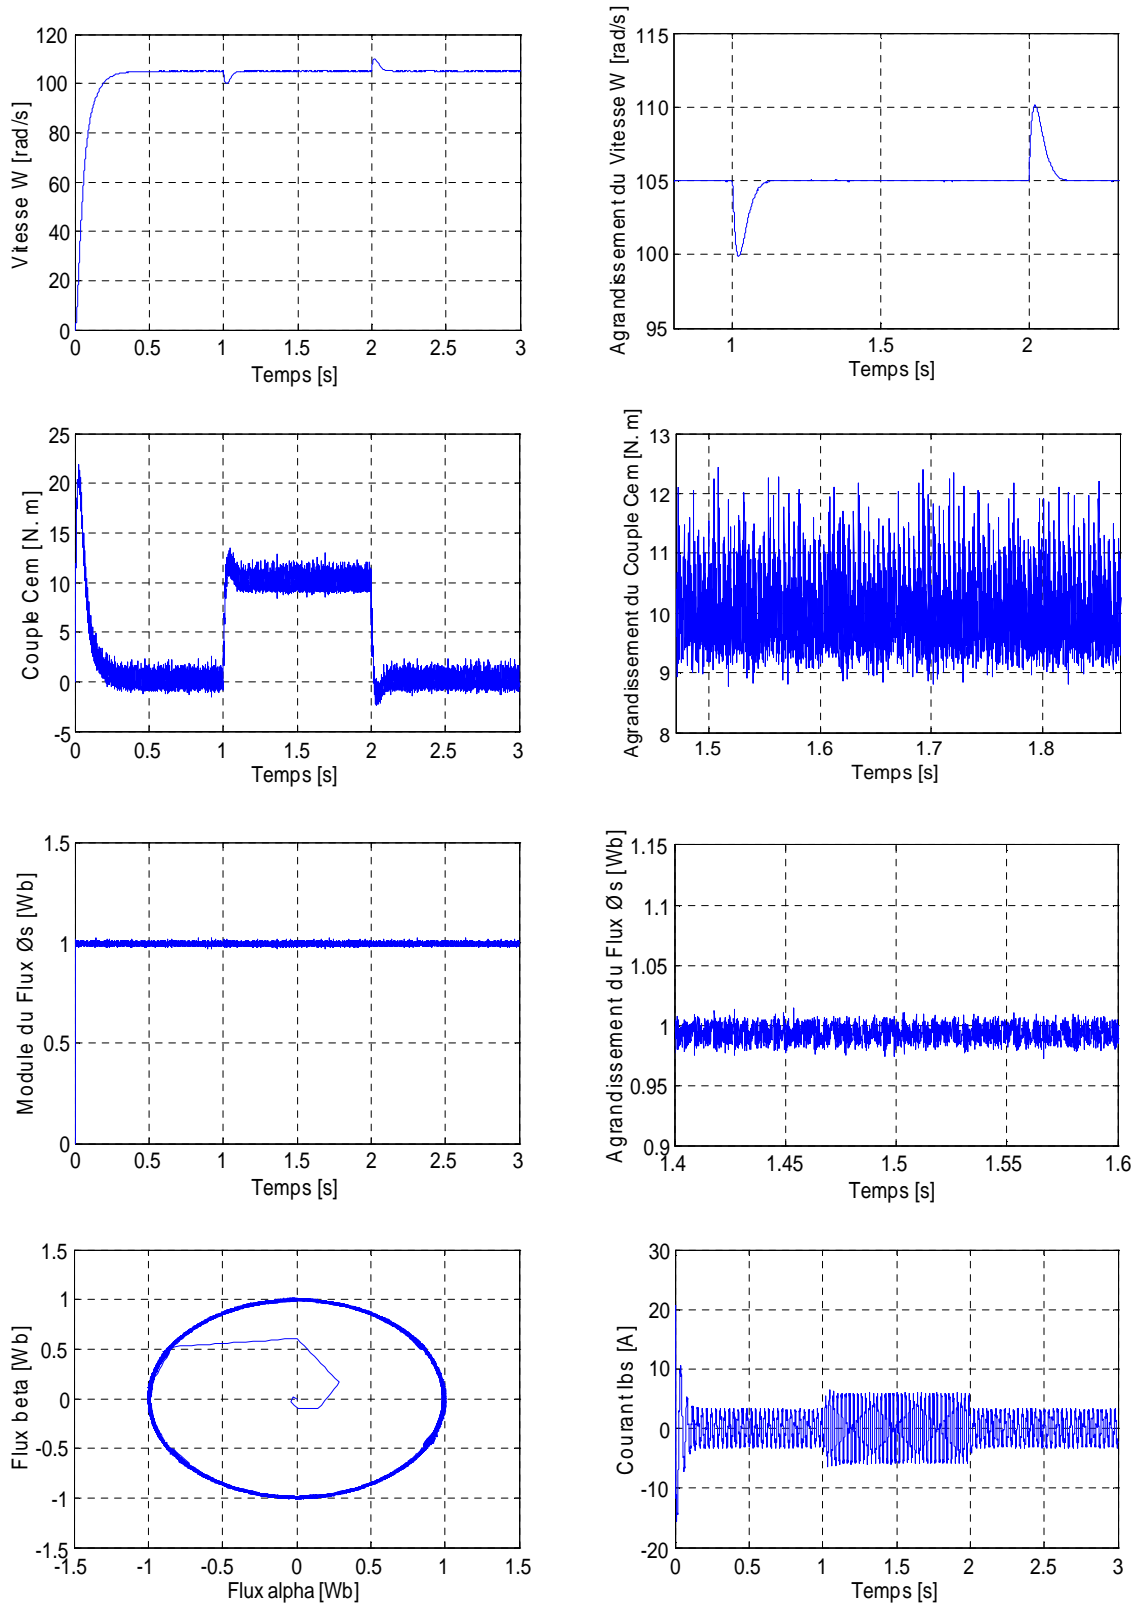 120
100
80
60
40
20
0
Vitesse W [rad/s]
0 0.5 1 1.5 2 2.5 3
Temps [s]
115
110
105
100
95
Agrandissement du Vitesse W [rad/s]
1 1.5 2
Temps [s]
25
20
15
10
5
0
-5
Couple Cem [N.m]
0 0.5 1 1.5 2 2.5 3
Temps [s]
13
12
11
10
9
8
Agrandissement du Couple Cem [N.m]
1.5 1.6 1.7 1.8
Temps [s]
1.5
1
0.5
0
Module du Flux Øs [Wb]
0 0.5 1 1.5 2 2.5 3
Temps [s]
1.15
1.1
1.05
1
0.95
0.9
Agrandissement du Flux Øs [Wb]
1.4 1.45 1.5 1.55 1.6
Temps [s]
1.5
1
0.5
0
-0.5
-1
-1.5
Flux beta [Wb]
-1.5 -1 -0.5 0 0.5 1 1.5
Flux alpha [Wb]
30
20
10
0
-10
-20
Courant Ibs [A]
0 0.5 1 1.5 2 2.5 3
Temps [s]